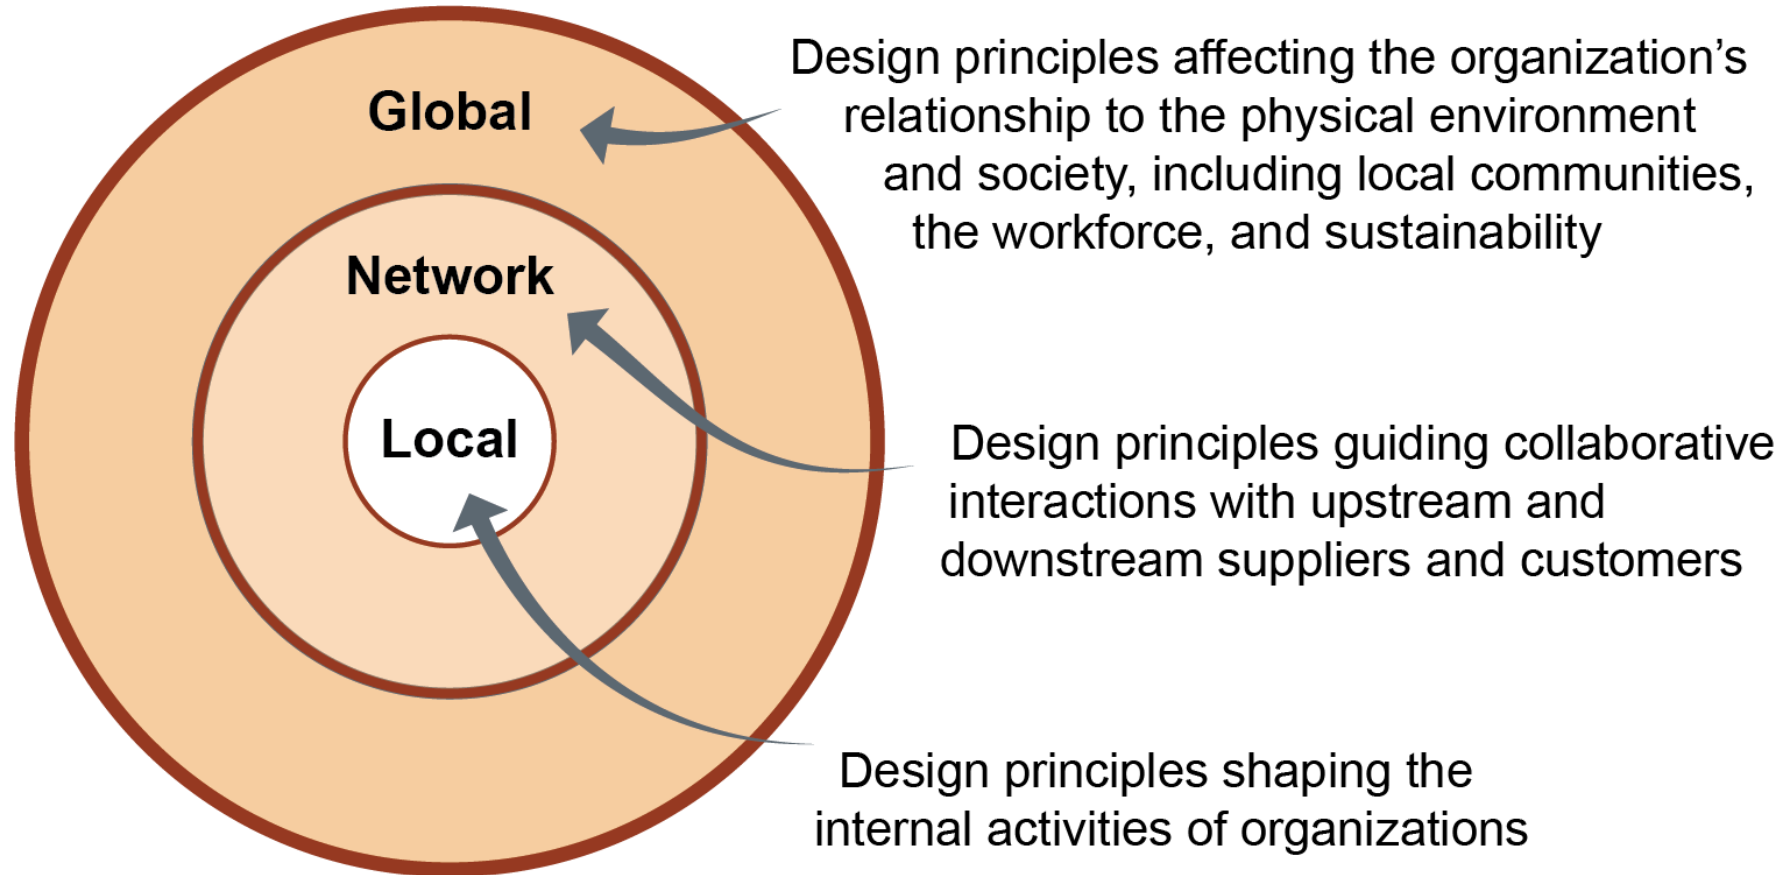 Global
Design principles affecting the organization’s
relationship to the physical environment
and society, including local communities,
the workforce, and sustainability
Network
Design principles guiding collaborative
interactions with upstream and
downstream suppliers and customers
Local
Design principles shaping the
internal activities of organizations